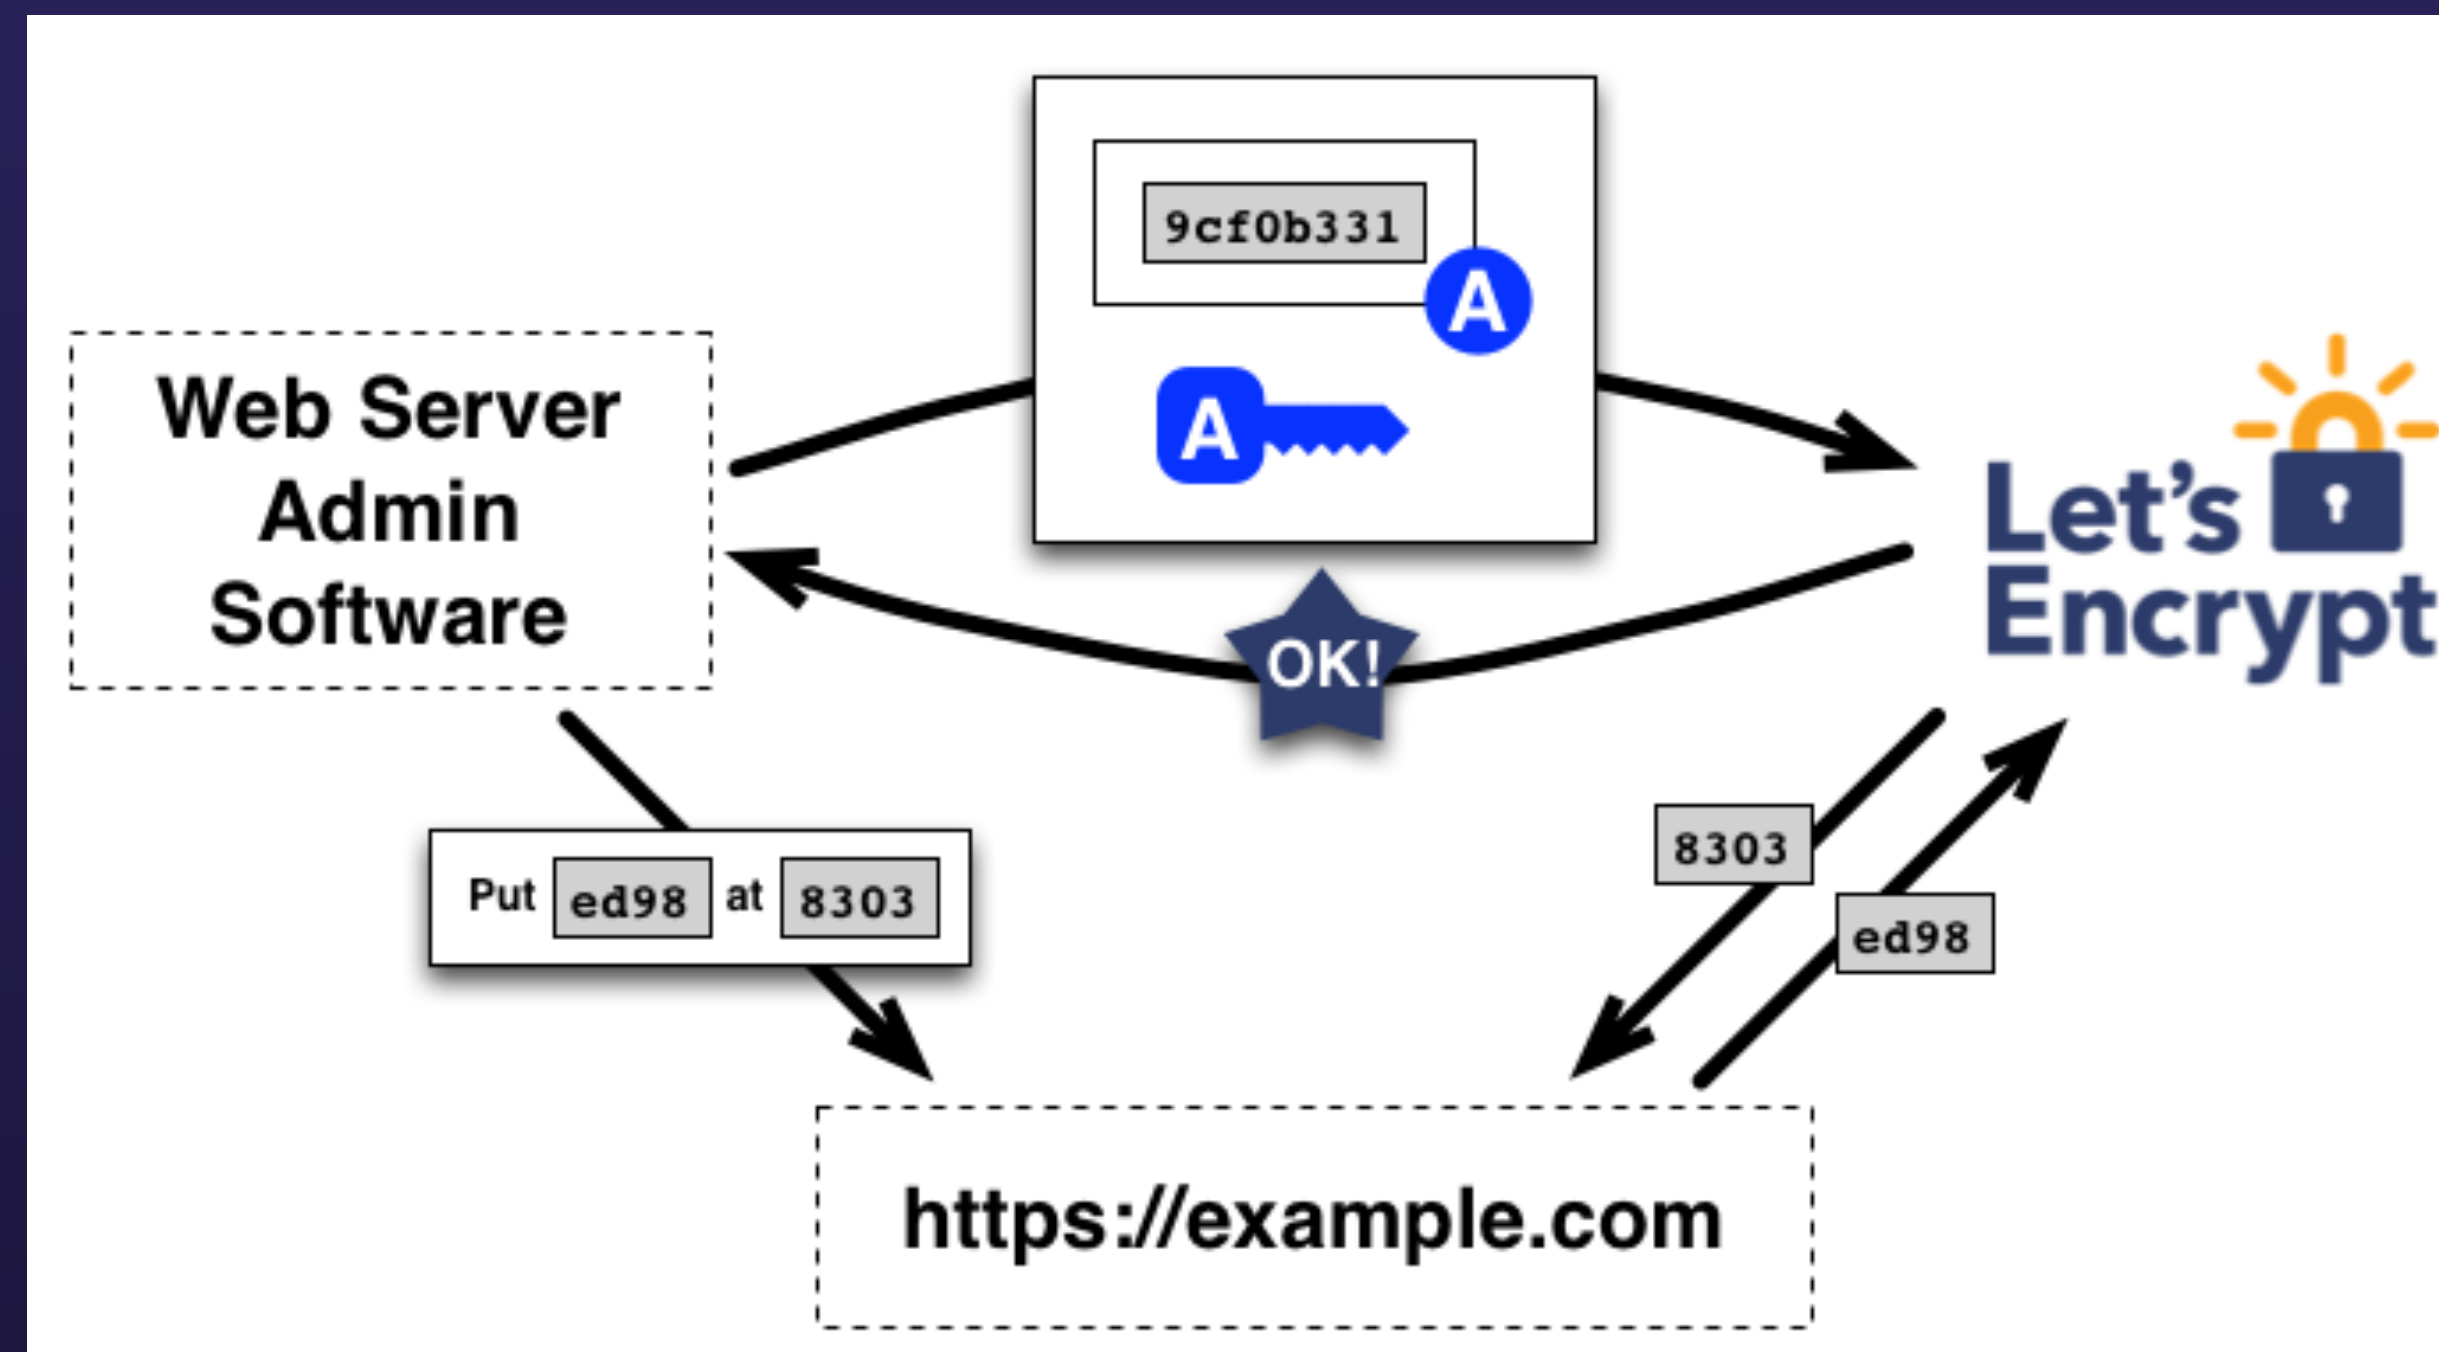 9cf0b331
A
A
Web Server
Admin
Software
Let's
Encrypt
OK!
Put ed98 at 8303
8303
ed98
https://example.com